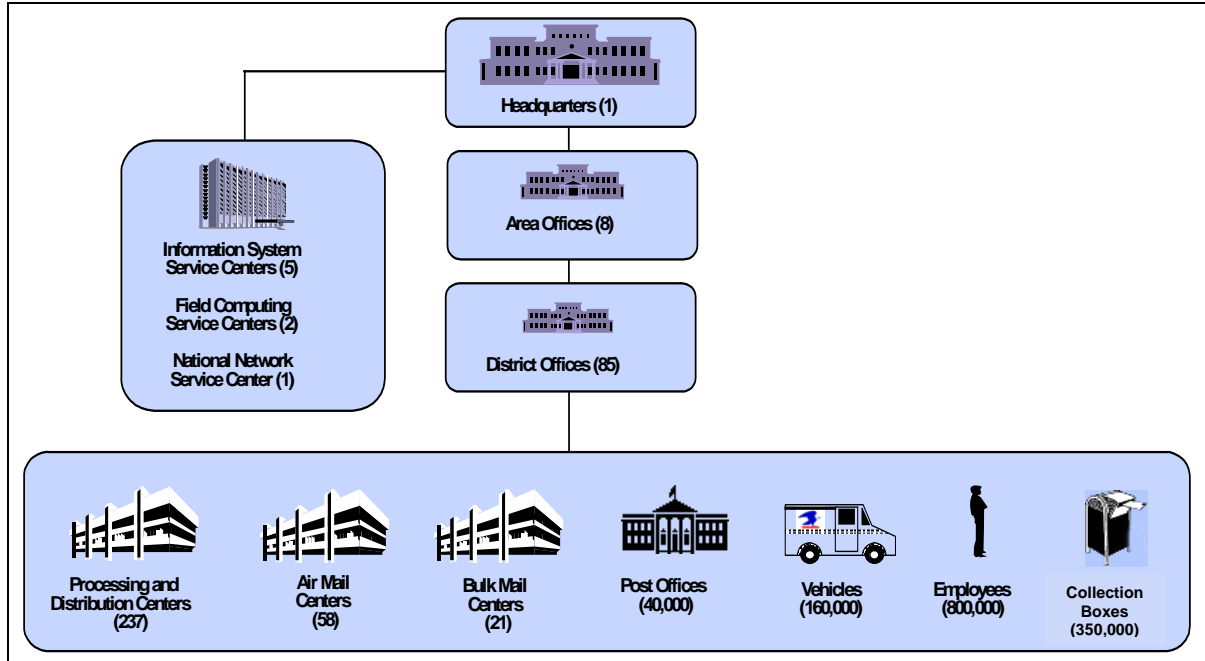 Headquarters (1)
Information System
Service Centers (5)
Field Computing
Service Centers (2)
National Network
Service Center (1)
Area Offices (8)
District Offices (85)
Processing and
Distribution Centers
(237)
Air Mail
Centers
(58)
Bulk Mail
Centers
(21)
Post Offices
(40,000)
Vehicles
(160,000)
Employees
(800,000)
Collection
Boxes
(350,000)